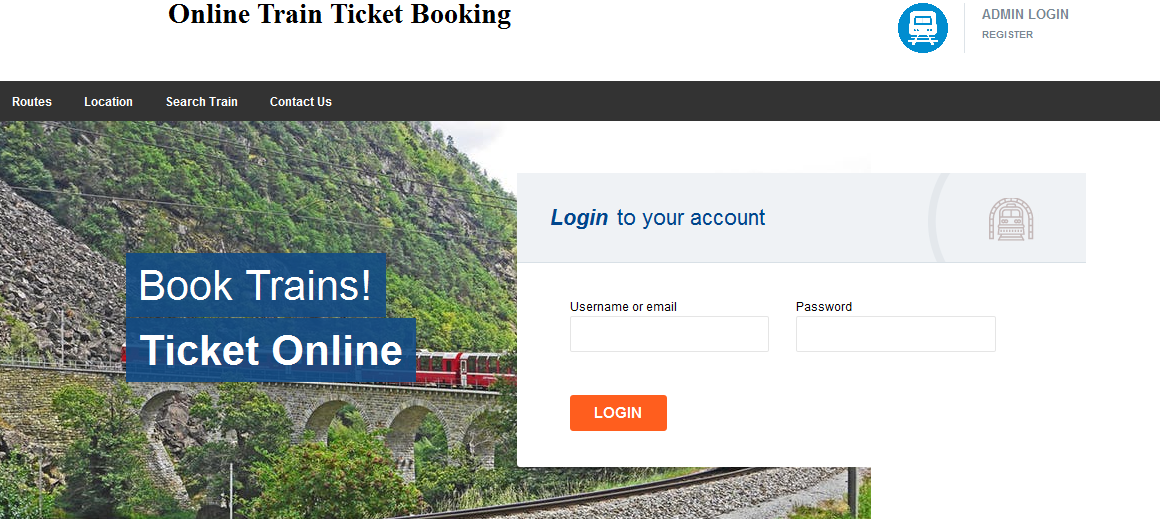 Online Train Ticket Booking
ADMIN LOGIN
REGISTER
Routes Location Search Train Contact Us
Login to your account
Book Trains!
Ticket Online
Username or email Password
LOGIN